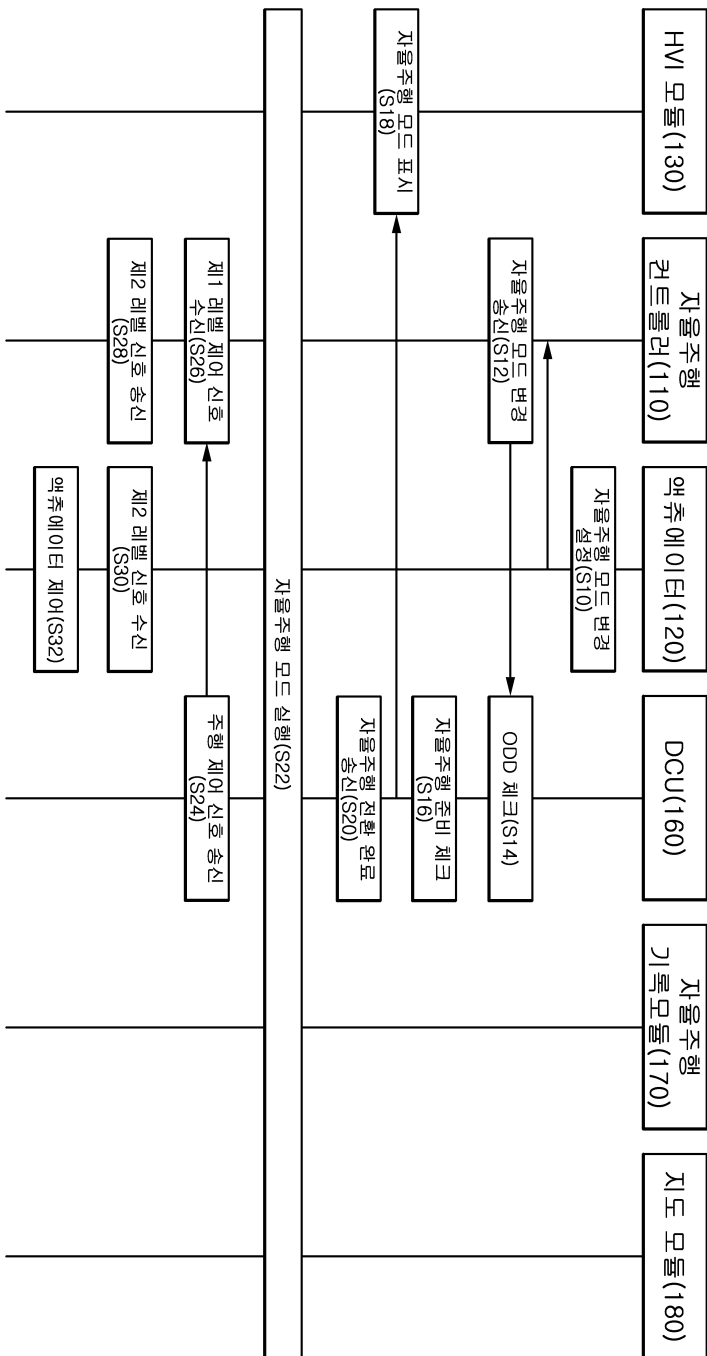 HVI 모듈(130)
자율주행
컨트롤러(110)
액츄에이터(120)
DCU(160)
자율주행
기록모듈(170)
지도 모듈(180)
자율주행 모드 변경
설정(S10)
자율주행 모드 변경
송신(S12)
ODD 체크(S14)
자율주행 준비 체크
(S16)
자율주행 모드 표시
(S18)
자율주행 전환 완료
송신(S20)
자율주행 모드 실행(S22)
주행 제어 신호 송신
(S24)
제1 레벨 제어 신호
수신(S26)
제2 레벨 신호 송신
(S28)
제2 레벨 신호 수신
(S30)
액츄에이터 제어(S32)